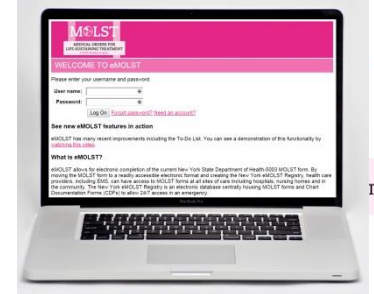 MOLST
MEDICAL ORDERS FOR
LIFE-SUSTAINING TREATMENT
WELCOME TO eMOLST
Please enter your username and password.
User name:
Password:
Log On Forgot password? Need an account?
See new eMOLST features in action
eMOLST has many recent improvements including the To-Do List. You can see a demonstration of this functionality by
watching this video.
What is eMOLST?
eMOLST allows for electronic completion of the current New York State Department of Health-5003 MOLST form. By
moving the MOLST form to a readily accessible electronic format and creating the New York eMOLST Registry, health care
providers, including EMS, can have access to MOLST forms at all sites of care including hospitals, nursing homes and in
the community. The New York eMOLST Registry is an electronic database centrally housing MOLST forms and Chart
Documentation Forms (CDFs) to allow 24/7 access in an emergency.